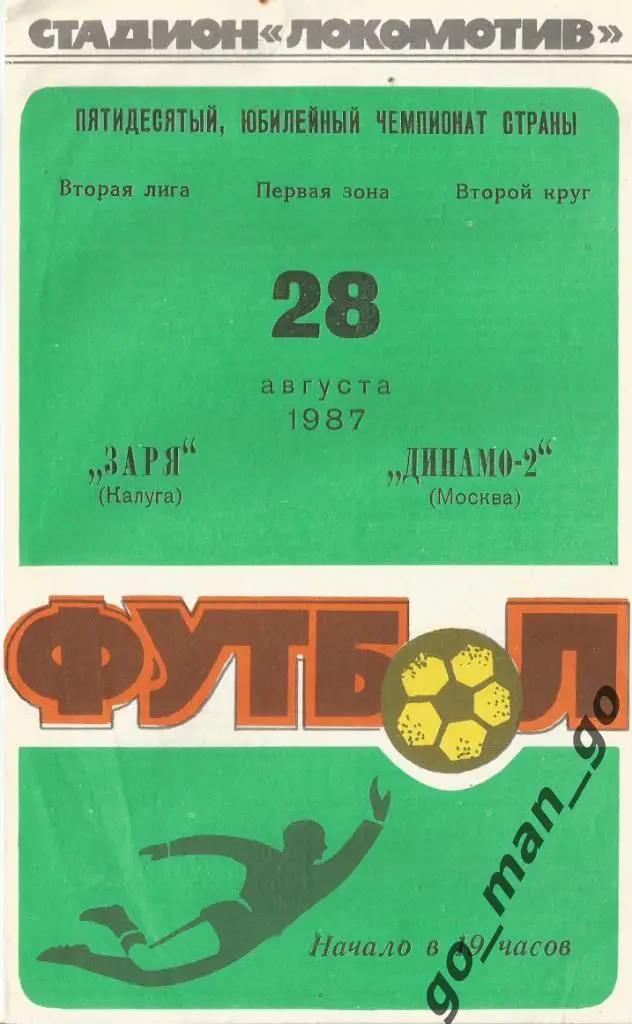 СТАДИОН «ЛОКОМОТИВ»
ПЯТИДЕСЯТЫЙ, ЮБИЛЕЙНЫЙ ЧЕМПИОНАТ СТРАНЫ
Вторая лига Первая зона Второй круг
28
августа
1987
„ЗАРЯ“ „ДИНАМО-2“
(Калуга) (Москва)
ФУТБОЛ
Начало в 19 часов
go_man_go